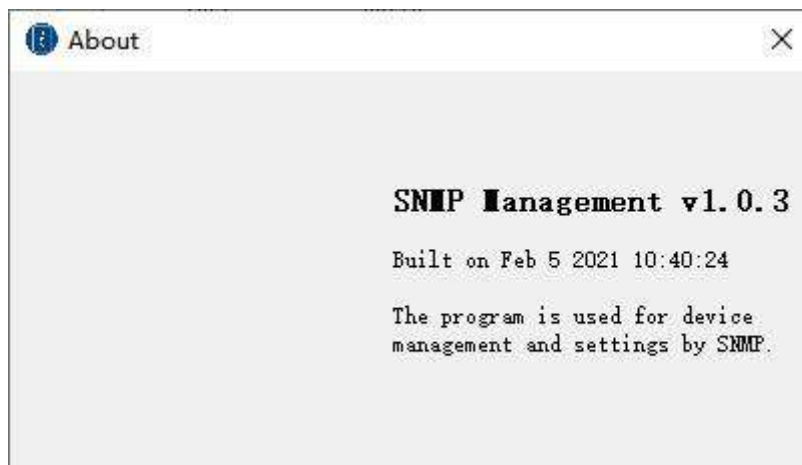 About
SNMP Management v1.0.3
Built on Feb 5 2021 10:40:24
The program is used for device
management and settings by SNMP.